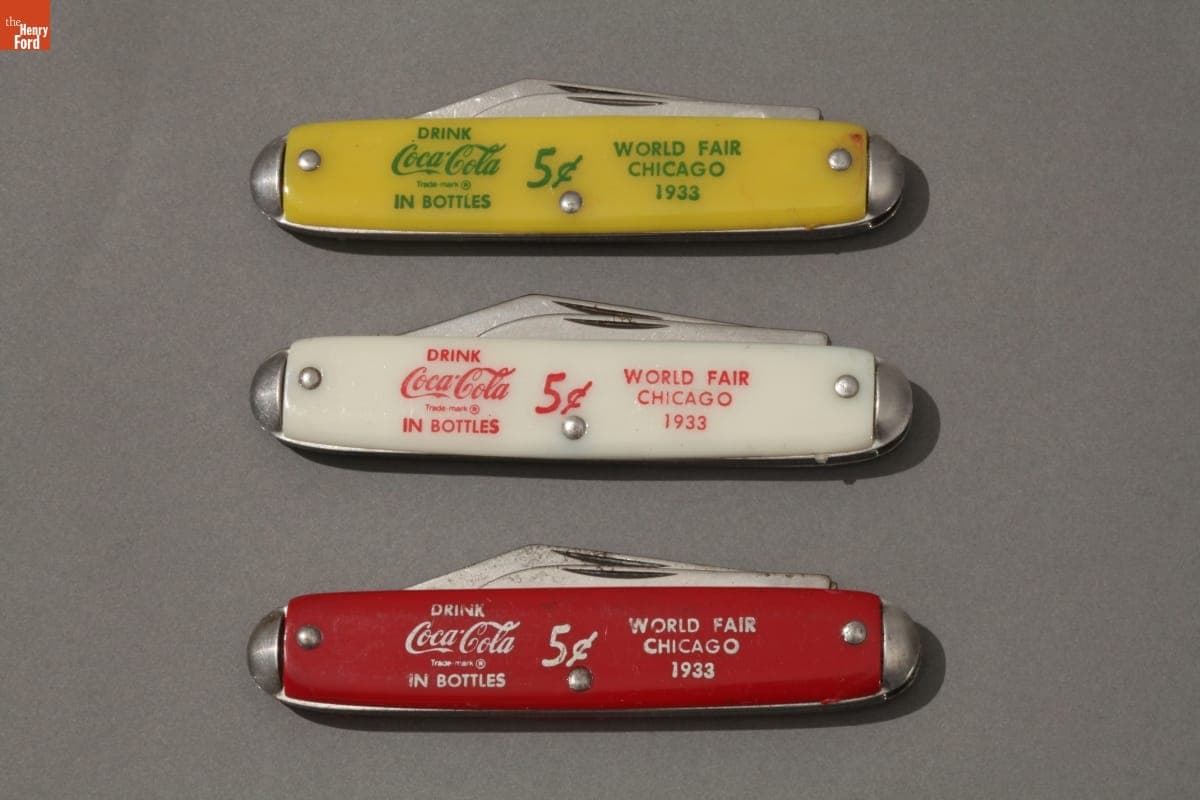 the
Henry
Ford
DRINK
Coca-Cola
Trade-mark ®
IN BOTTLES
5¢
WORLD FAIR
CHICAGO
1933
DRINK
Coca-Cola
Trade-mark ®
IN BOTTLES
5¢
WORLD FAIR
CHICAGO
1933
DRINK
Coca-Cola
Trade-mark ®
IN BOTTLES
5¢
WORLD FAIR
CHICAGO
1933